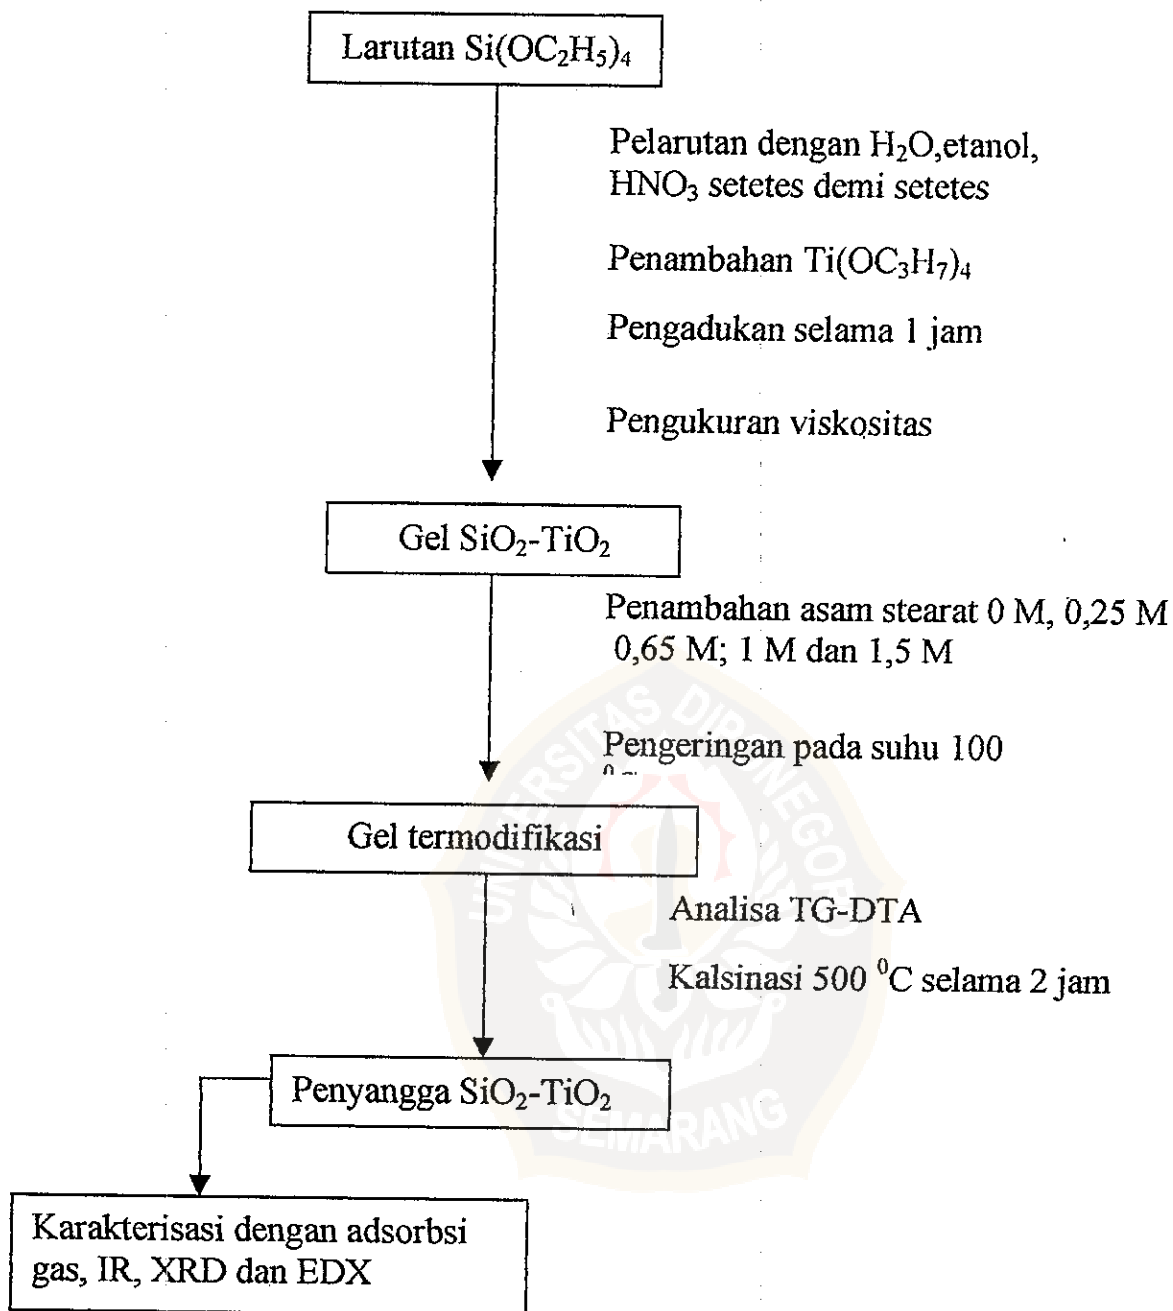 Larutan Si(OC₂H₅)₄
Pelarutan dengan H₂O,etanol,
HNO₃ setetes demi setetes
Penambahan Ti(OC₃H₇)₄
Pengadukan selama 1 jam
Pengukuran viskositas
Gel SiO₂-TiO₂
Penambahan asam stearat 0 M, 0,25 M
0,65 M; 1 M dan 1,5 M
Pengeringan pada suhu 100
Gel termodifikasi
Analisa TG-DTA
Kalsinasi 500 ⁰C selama 2 jam
Penyangga SiO₂-TiO₂
Karakterisasi dengan adsorbsi
gas, IR, XRD dan EDX
UNIVERSITAS DIPONEGORO
SEMARANG